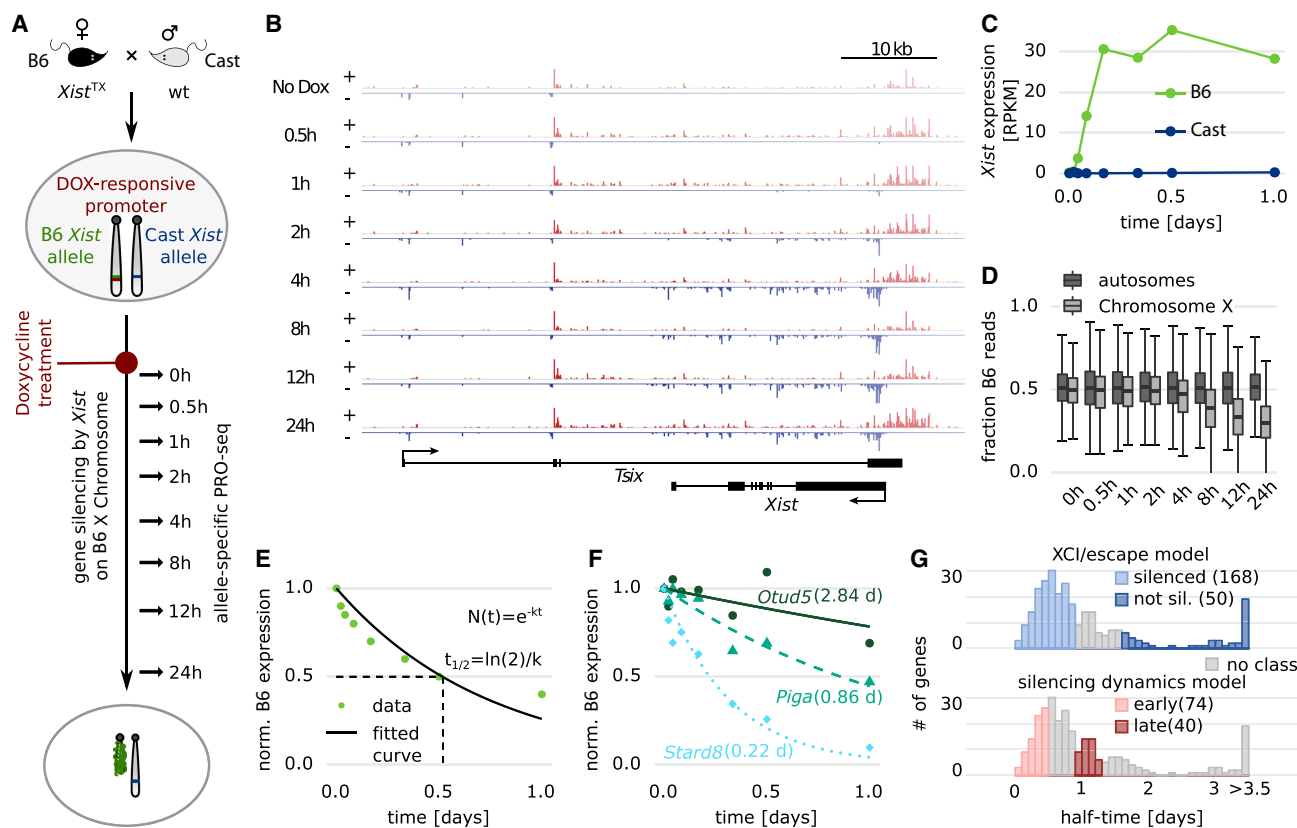 A
♀
♂
B6
×
Cast
Xist^TX
wt
DOX-responsive
promoter
B6 Xist
allele
Cast Xist
allele
Doxycycline
treatment
gene silencing by Xist
on B6 X Chromosome
0h
0.5h
1h
2h
4h
8h
12h
24h
allele-specific PRO-seq
B
10 kb
No Dox
+
-
0.5h
+
-
1h
+
-
2h
+
-
4h
+
-
8h
+
-
12h
+
-
24h
+
-
Tsix
Xist
C
Xist expression
[RPKM]
30
20
10
0
B6
Cast
0.0
0.5
1.0
time [days]
D
autosomes
Chromosome X
fraction B6 reads
1.0
0.5
0.0
0h
0.5h
1h
2h
4h
8h
12h
24h
E
norm. B6 expression
1.0
0.5
0.0
N(t)=e^-kt
t1/2=ln(2)/k
data
fitted
curve
0.0
0.5
1.0
time [days]
F
norm. B6 expression
1.0
0.5
0.0
Otud5(2.84 d)
Piga(0.86 d)
Stard8(0.22 d)
0.0
0.5
1.0
time [days]
G
XCI/escape model
30
0
silenced (168)
not sil. (50)
no class
# of genes
silencing dynamics model
30
0
early(74)
late(40)
0
1
2
3
>3.5
half-time [days]